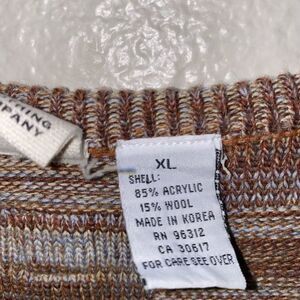 XL
SHELL:
85% ACRYLIC
15% WOOL
MADE IN KOREA
RN 96312
CA 30617
FOR CARE SEE OVER